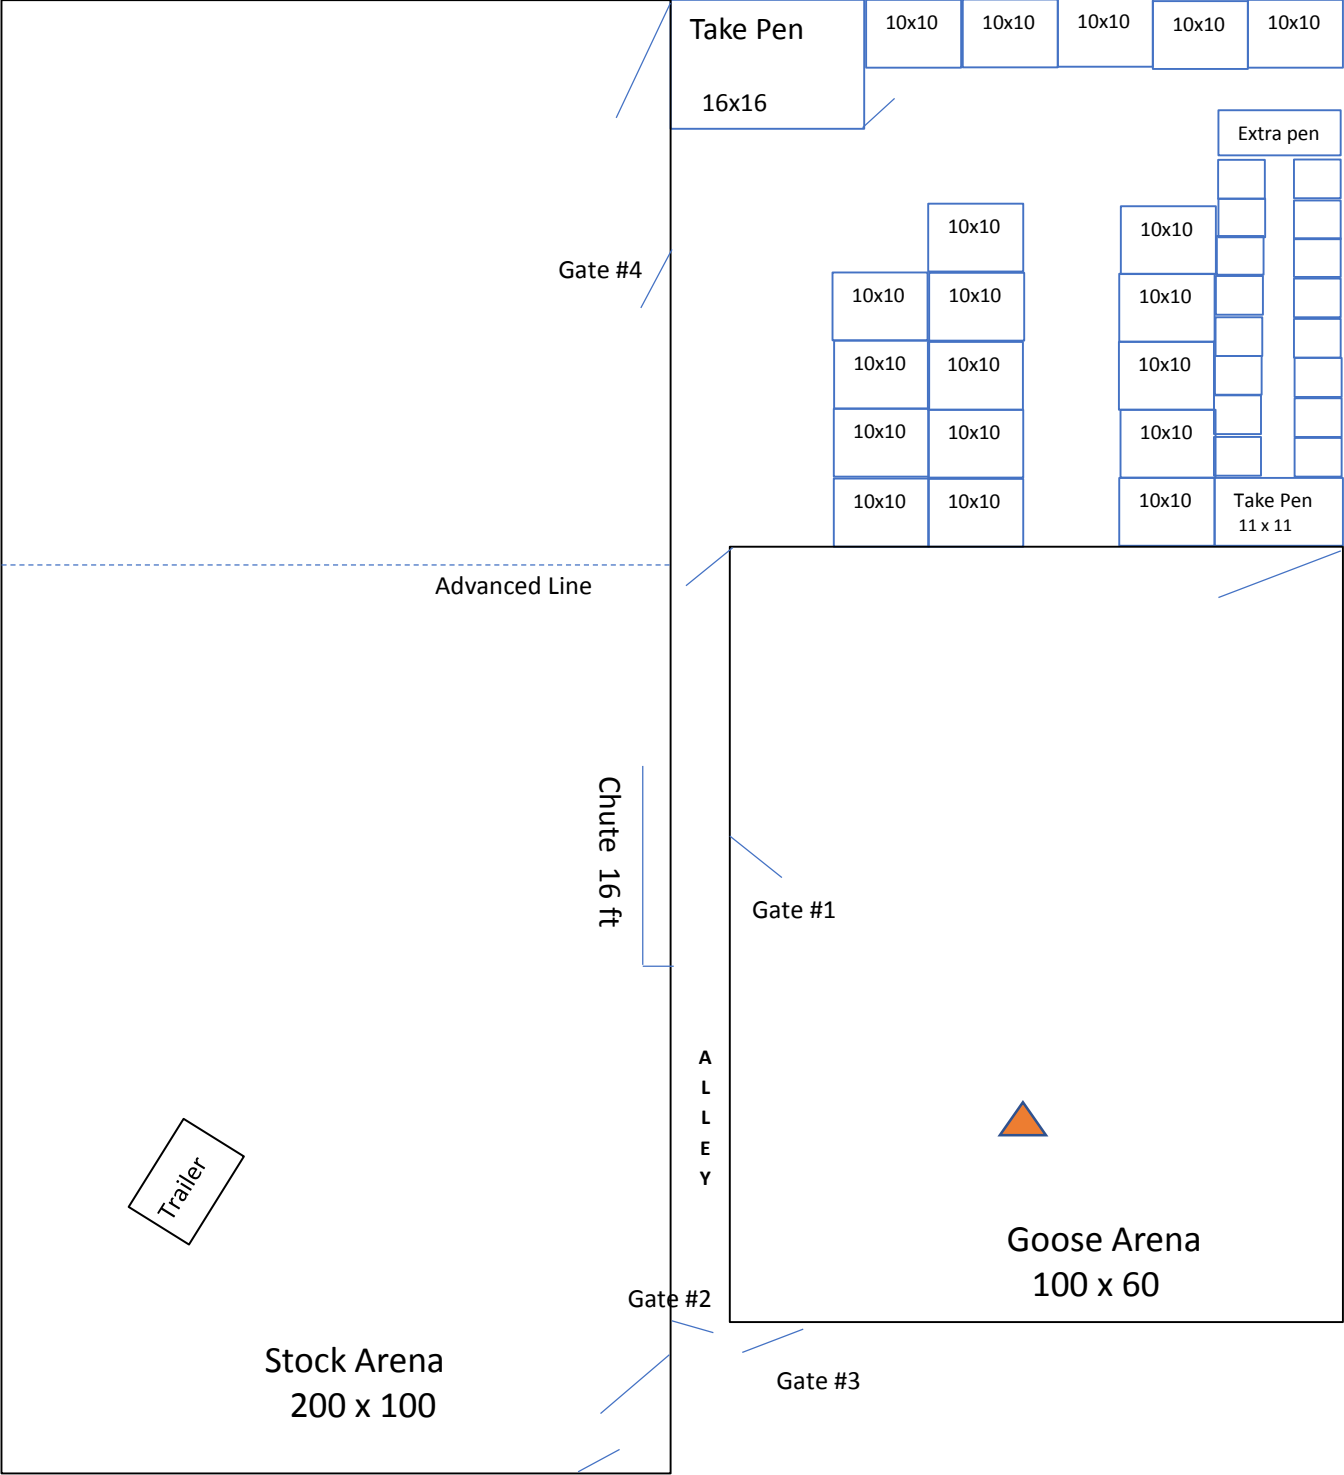 Take Pen
16x16
10x10
10x10
10x10
10x10
10x10
Extra pen
Gate #4
10x10
10x10
10x10
10x10
10x10
10x10
10x10
10x10
10x10
10x10
10x10
10x10
10x10
10x10
Take Pen
11 x 11
Advanced Line
Chute 16 ft
Gate #1
A
L
L
E
Y
Trailer
Goose Arena
100 x 60
Gate #2
Stock Arena
200 x 100
Gate #3